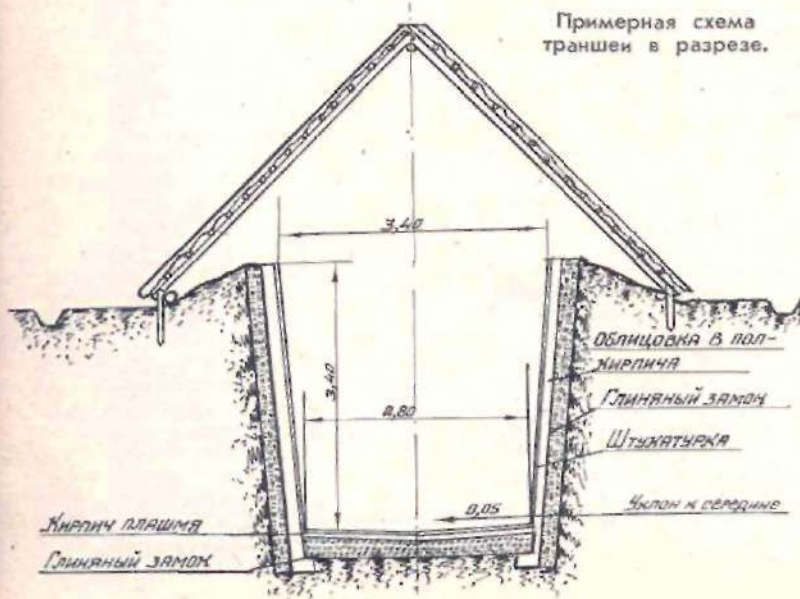 Примерная схема
траншеи в разрезе.
3,40
3,40
2,80
Облицовка в пол-
кирпича
Глиняный замок
Штукатурка
0,05
Уклон к середине
Кирпич плашмя
Глиняный замок